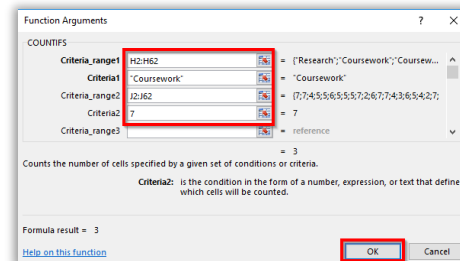 Function Arguments ? ×
COUNTIFS
Criteria_range1 H2:H62 = {"Research";"Coursework";"Coursew...
Criteria1 "Coursework" = "Coursework"
Criteria_range2 J2:J62 = {7;7;4;5;5;6;5;5;5;7;2;6;7;7;4;3;6;5;4;2;7;
Criteria2 7 = 7
Criteria_range3 = reference
= 3
Counts the number of cells specified by a given set of conditions or criteria.
Criteria2: is the condition in the form of a number, expression, or text that define
which cells will be counted.
Formula result = 3
Help on this function OK Cancel